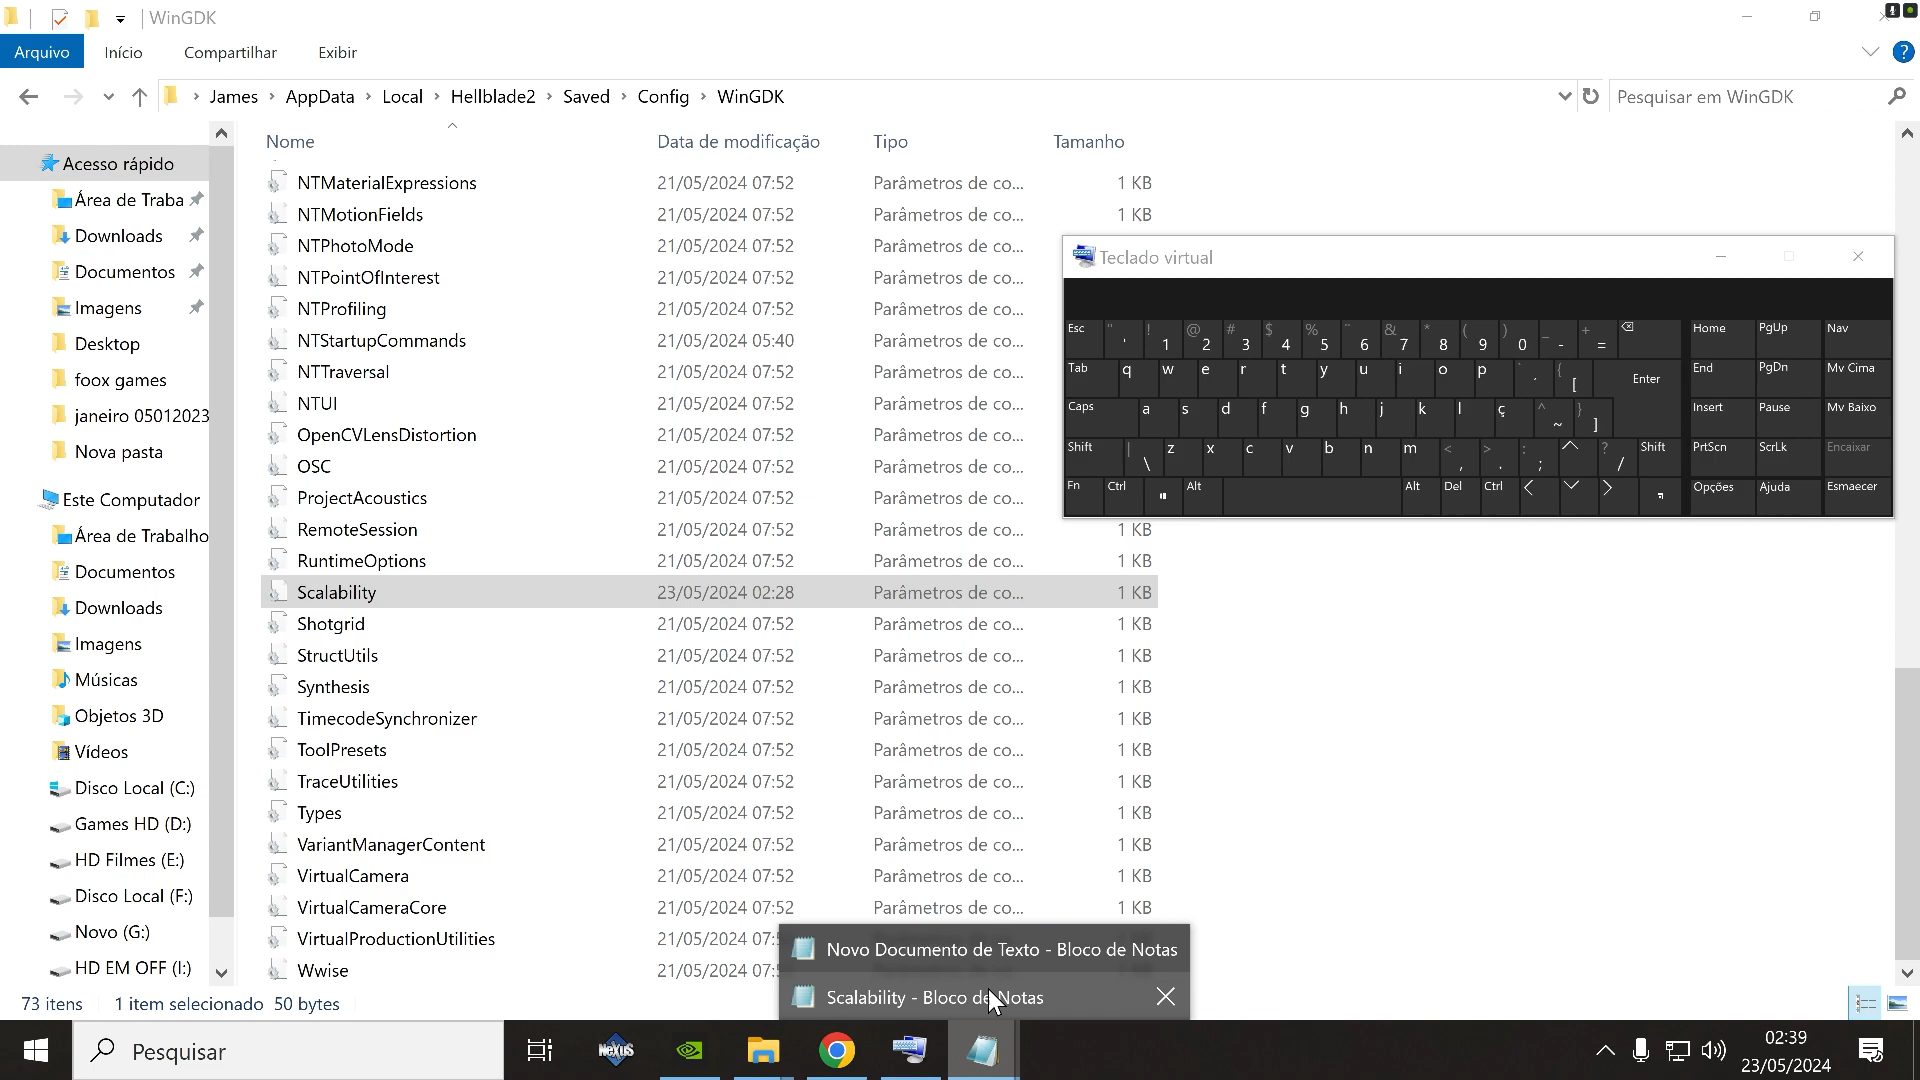 WinGDK
Arquivo Início Compartilhar Exibir
James AppData Local Hellblade2 Saved Config WinGDK
Pesquisar em WinGDK
Nome Data de modificação Tipo Tamanho
Acesso rápido
Área de Traba
Downloads
Documentos
Imagens
Desktop
foox games
janeiro 05012023
Nova pasta
Este Computador
Área de Trabalho
Documentos
Downloads
Imagens
Músicas
Objetos 3D
Vídeos
Disco Local (C:)
Games HD (D:)
HD Filmes (E:)
Disco Local (F:)
Novo (G:)
HD EM OFF (I:)
NTMaterialExpressions 21/05/2024 07:52 Parâmetros de co... 1 KB
NTMotionFields 21/05/2024 07:52 Parâmetros de co... 1 KB
NTPhotoMode 21/05/2024 07:52 Parâmetros de co...
NTPointOfInterest 21/05/2024 07:52 Parâmetros de co...
NTProfiling 21/05/2024 07:52 Parâmetros de co...
NTStartupCommands 21/05/2024 05:40 Parâmetros de co...
NTTraversal 21/05/2024 07:52 Parâmetros de co...
NTUI 21/05/2024 07:52 Parâmetros de co...
OpenCVLensDistortion 21/05/2024 07:52 Parâmetros de co...
OSC 21/05/2024 07:52 Parâmetros de co...
ProjectAcoustics 21/05/2024 07:52 Parâmetros de co...
RemoteSession 21/05/2024 07:52 Parâmetros de co... 1 KB
RuntimeOptions 21/05/2024 07:52 Parâmetros de co... 1 KB
Scalability 23/05/2024 02:28 Parâmetros de co... 1 KB
Shotgrid 21/05/2024 07:52 Parâmetros de co... 1 KB
StructUtils 21/05/2024 07:52 Parâmetros de co... 1 KB
Synthesis 21/05/2024 07:52 Parâmetros de co... 1 KB
TimecodeSynchronizer 21/05/2024 07:52 Parâmetros de co... 1 KB
ToolPresets 21/05/2024 07:52 Parâmetros de co... 1 KB
TraceUtilities 21/05/2024 07:52 Parâmetros de co... 1 KB
Types 21/05/2024 07:52 Parâmetros de co... 1 KB
VariantManagerContent 21/05/2024 07:52 Parâmetros de co... 1 KB
VirtualCamera 21/05/2024 07:52 Parâmetros de co... 1 KB
VirtualCameraCore 21/05/2024 07:52 Parâmetros de co... 1 KB
VirtualProductionUtilities 21/05/2024
Wwise 21/05/2024
Teclado virtual
Esc " ' ! 1 @ 2 # 3 $ 4 % 5 ¨ 6 & 7 * 8 ( 9 ) 0 _ - + = Home PgUp Nav
Tab q w e r t y u i o p ` ´ { [ Enter End PgDn Mv Cima
Caps a s d f g h j k l ç ^ ~ } ] Insert Pause Mv Baixo
Shift | \ z x c v b n m < , > . : ; ? / Shift PrtScn ScrLk Encaixar
Fn Ctrl Alt Alt Del Ctrl Opções Ajuda Esmaecer
Novo Documento de Texto - Bloco de Notas
Scalability - Bloco de Notas
73 itens 1 item selecionado 50 bytes
Pesquisar
NEXUS
02:39
23/05/2024